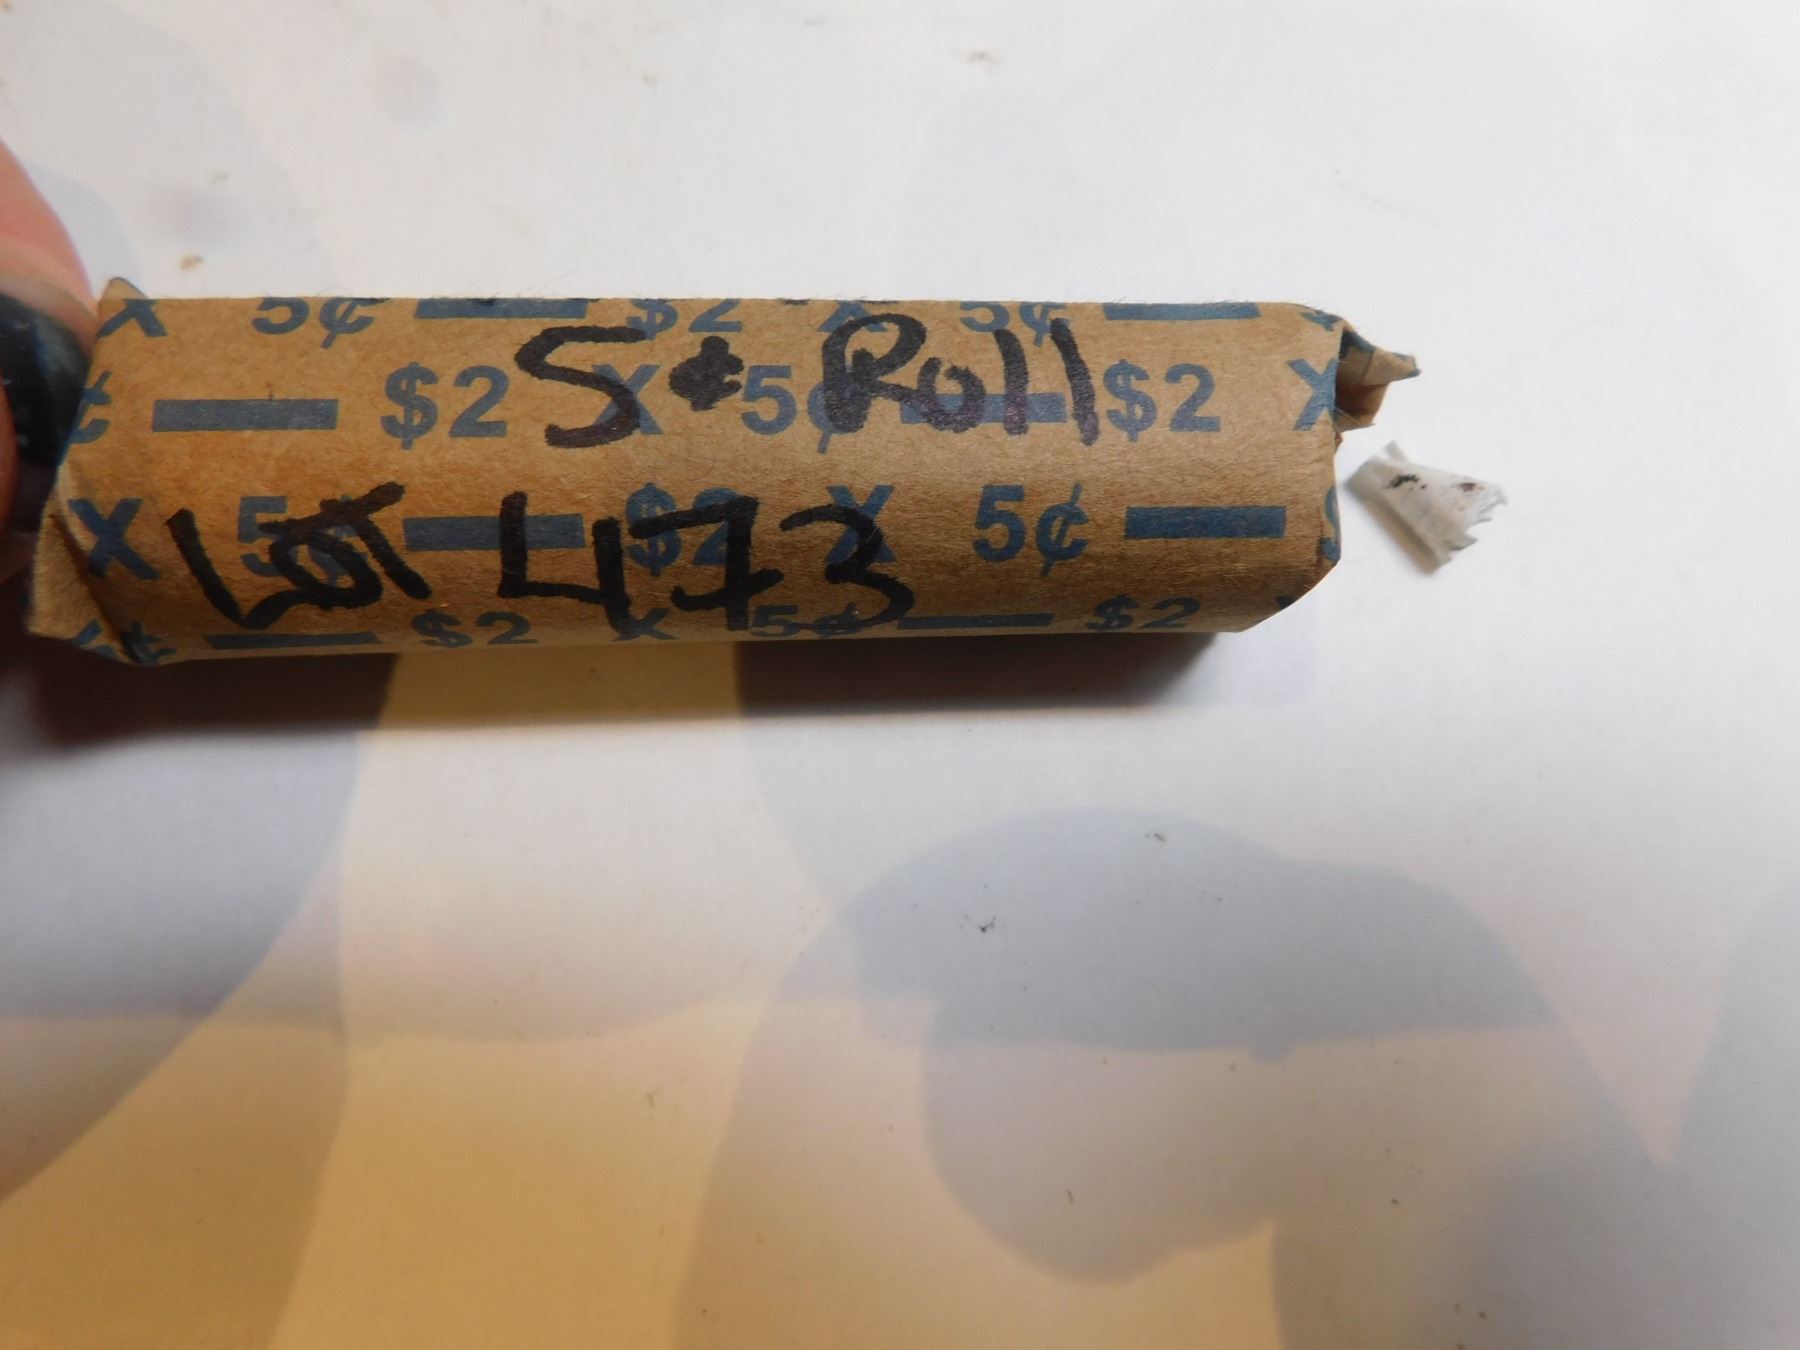 X 5¢ $2 X 5¢
5¢ Roll
¢ $2 X 5¢ $2 X
X 5¢ $2 X 5¢
Lot 473
¢ $2 X 5¢ $2